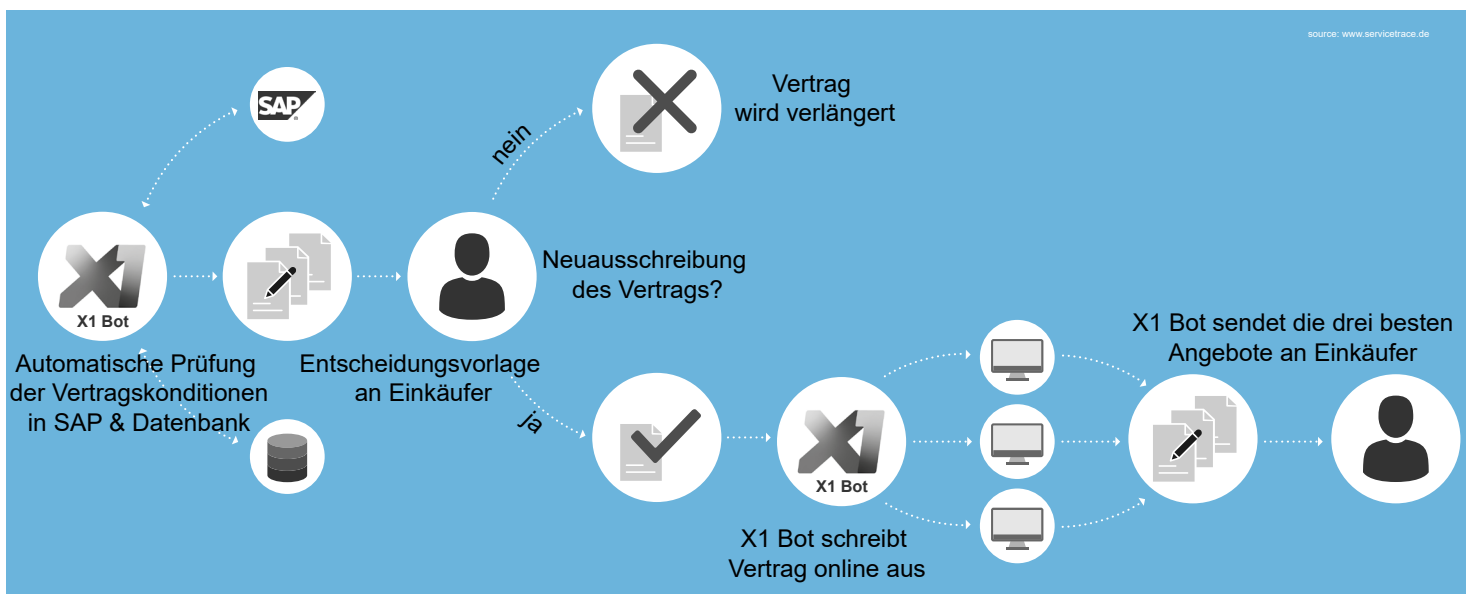 source: www.servicetrace.de
SAP
Vertrag
wird verlängert
nein
X1
X1 Bot
Neuausschreibung
des Vertrags?
Automatische Prüfung
der Vertragskonditionen
in SAP & Datenbank
Entscheidungsvorlage
an Einkäufer
ja
X1
X1 Bot
X1 Bot schreibt
Vertrag online aus
X1 Bot sendet die drei besten
Angebote an Einkäufer